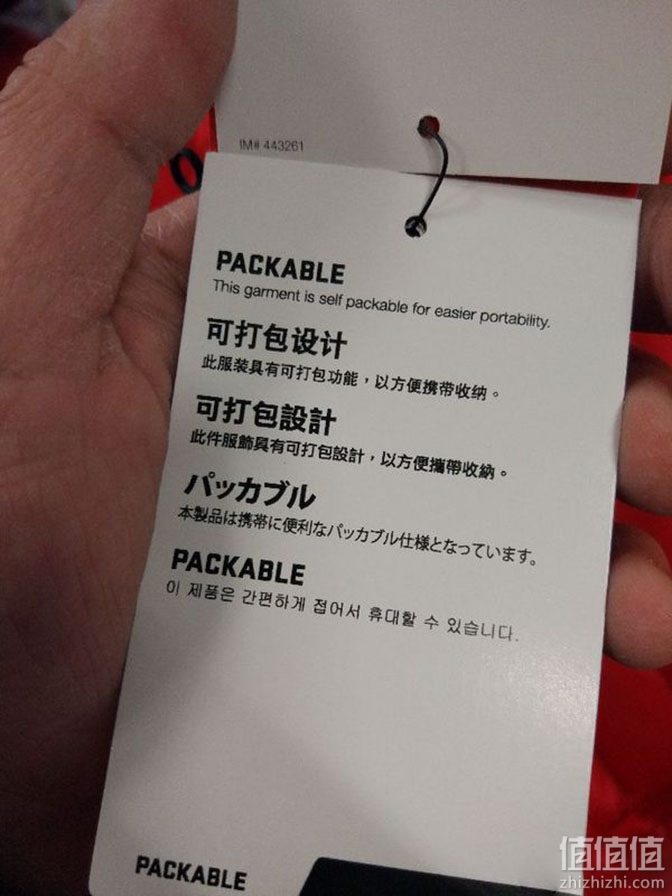 IM# 443261
O
PACKABLE
This garment is self packable for easier portability.
可打包设计
此服装具有可打包功能，以方便携带收纳。
可打包設計
此件服飾具有可打包設計，以方便攜帶收納。
パッカブル
本製品は携帯に便利なパッカブル仕様となっています。
PACKABLE
이 제품은 간편하게 접어서 휴대할 수 있습니다.
PACKABLE
值值值
zhizhizhi.com